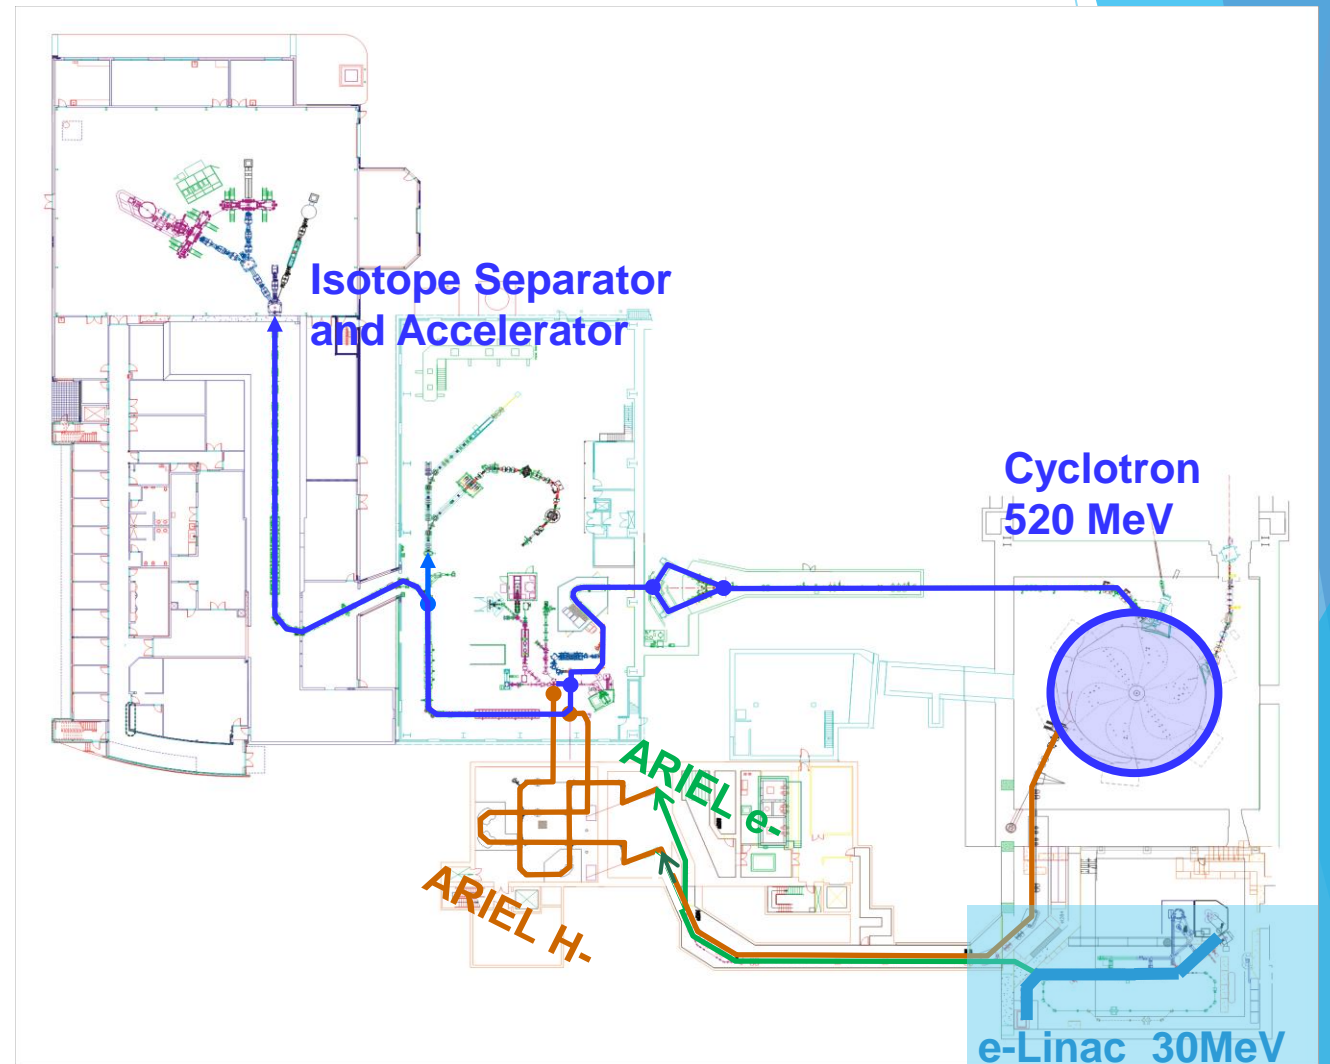 Isotope Separator
and Accelerator
Cyclotron
520 MeV
ARIEL e-
ARIEL H-
e-Linac 30MeV